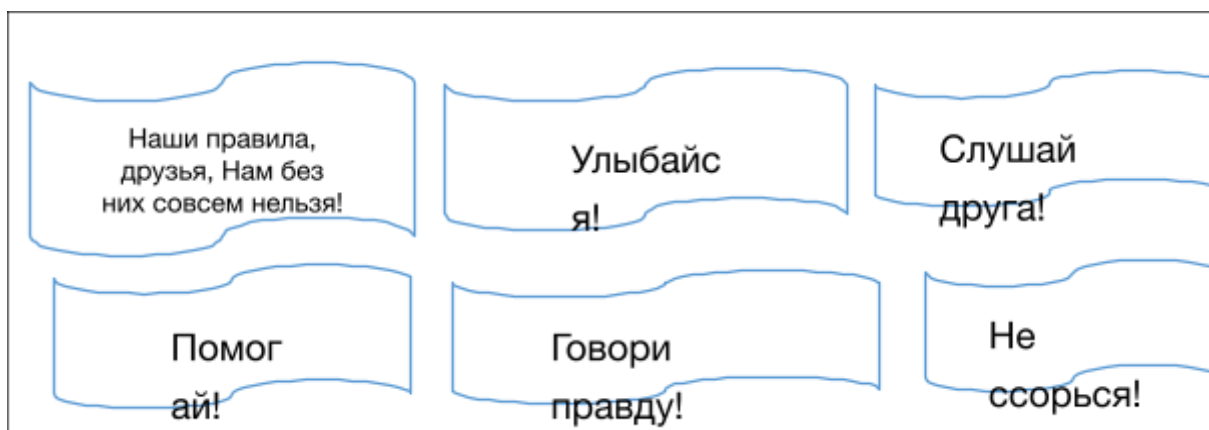 Наши правила,
друзья, Нам без
них совсем нельзя!
Улыбайс
я!
Слушай
друга!
Помог
ай!
Говори
правду!
Не
ссорься!